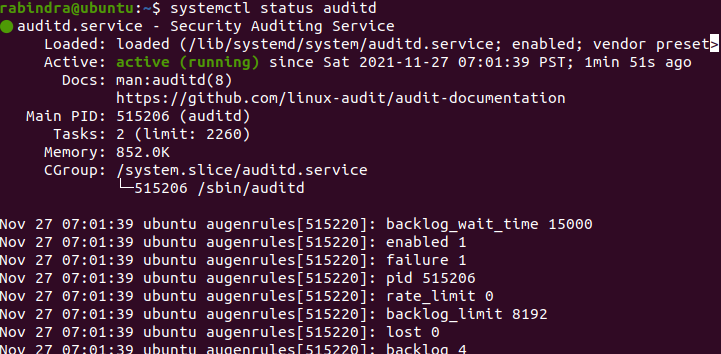 rabindra@ubuntu:~$ systemctl status auditd
● auditd.service - Security Auditing Service
Loaded: loaded (/lib/systemd/system/auditd.service; enabled; vendor preset>
Active: active (running) since Sat 2021-11-27 07:01:39 PST; 1min 51s ago
Docs: man:auditd(8)
https://github.com/linux-audit/audit-documentation
Main PID: 515206 (auditd)
Tasks: 2 (limit: 2260)
Memory: 852.0K
CGroup: /system.slice/auditd.service
└─515206 /sbin/auditd
Nov 27 07:01:39 ubuntu augenrules[515220]: backlog_wait_time 15000
Nov 27 07:01:39 ubuntu augenrules[515220]: enabled 1
Nov 27 07:01:39 ubuntu augenrules[515220]: failure 1
Nov 27 07:01:39 ubuntu augenrules[515220]: pid 515206
Nov 27 07:01:39 ubuntu augenrules[515220]: rate_limit 0
Nov 27 07:01:39 ubuntu augenrules[515220]: backlog_limit 8192
Nov 27 07:01:39 ubuntu augenrules[515220]: lost 0
Nov 27 07:01:39 ubuntu augenrules[515220]: backlog 4